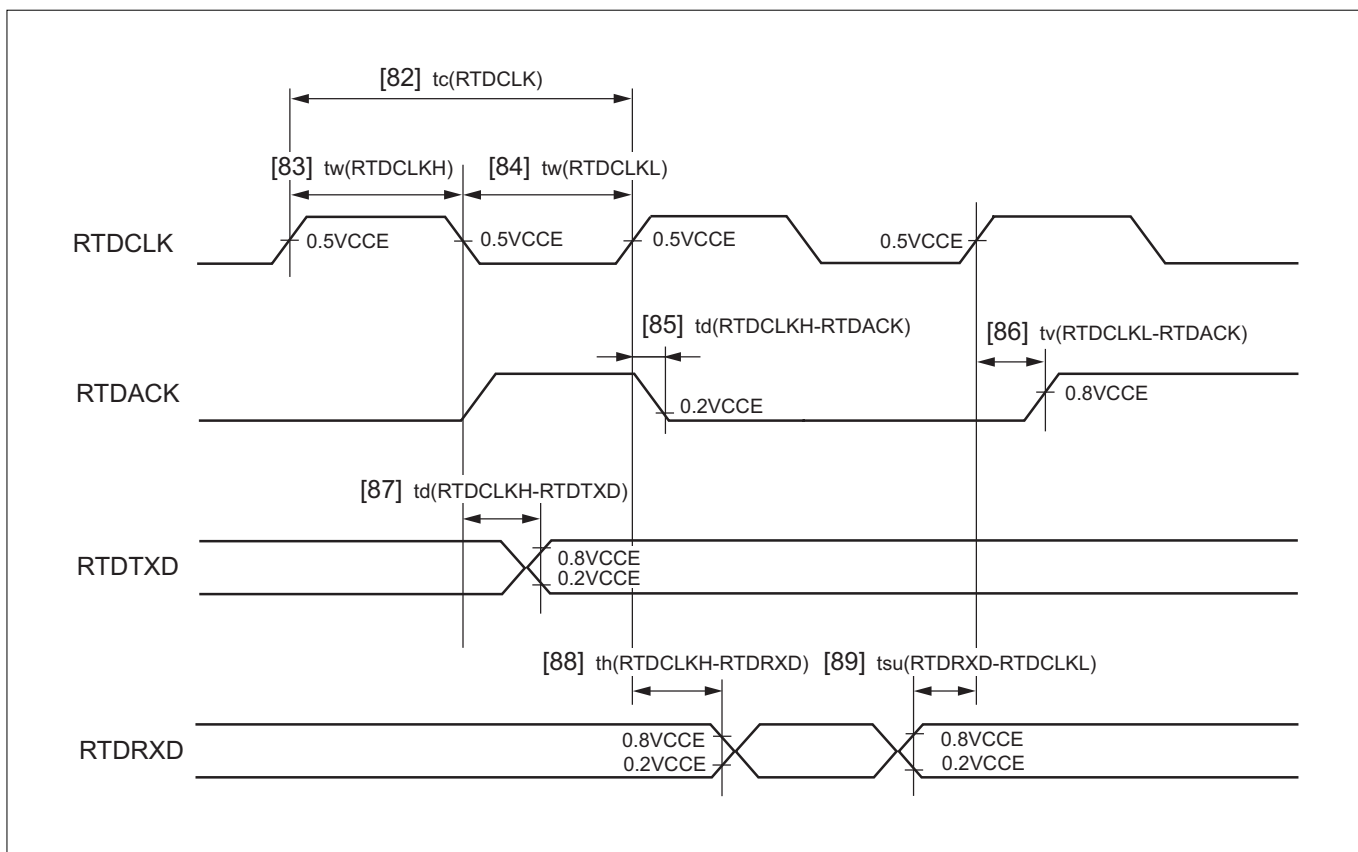 [82] tc(RTDCLK)
[83] tw(RTDCLKH)
[84] tw(RTDCLKL)
RTDCLK
0.5VCCE
0.5VCCE
0.5VCCE
0.5VCCE
[85] td(RTDCLKH-RTDACK)
[86] tv(RTDCLKL-RTDACK)
RTDACK
0.2VCCE
0.8VCCE
[87] td(RTDCLKH-RTDTXD)
RTDTXD
0.8VCCE
0.2VCCE
[88] th(RTDCLKH-RTDRXD)
[89] tsu(RTDRXD-RTDCLKL)
RTDRXD
0.8VCCE
0.2VCCE
0.8VCCE
0.2VCCE